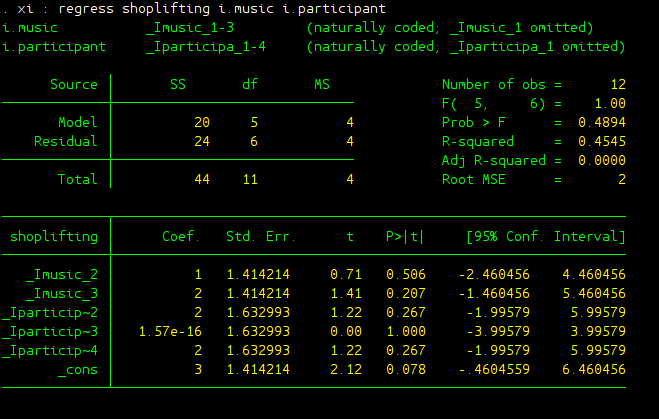 . xi : regress shoplifting i.music i.participant
i.music _Imusic_1-3 (naturally coded; _Imusic_1 omitted)
i.participant _Iparticipa_1-4 (naturally coded; _Iparticipa_1 omitted)
Source SS df MS Number of obs = 12
F( 5, 6) = 1.00
Model 20 5 4 Prob > F = 0.4894
Residual 24 6 4 R-squared = 0.4545
Adj R-squared = 0.0000
Total 44 11 4 Root MSE = 2
shoplifting Coef. Std. Err. t P>|t| [95% Conf. Interval]
_Imusic_2 1 1.414214 0.71 0.506 -2.460456 4.460456
_Imusic_3 2 1.414214 1.41 0.207 -1.460456 5.460456
_Iparticip~2 2 1.632993 1.22 0.267 -1.99579 5.99579
_Iparticip~3 1.57e-16 1.632993 0.00 1.000 -3.99579 3.99579
_Iparticip~4 2 1.632993 1.22 0.267 -1.99579 5.99579
_cons 3 1.414214 2.12 0.078 -.4604559 6.460456